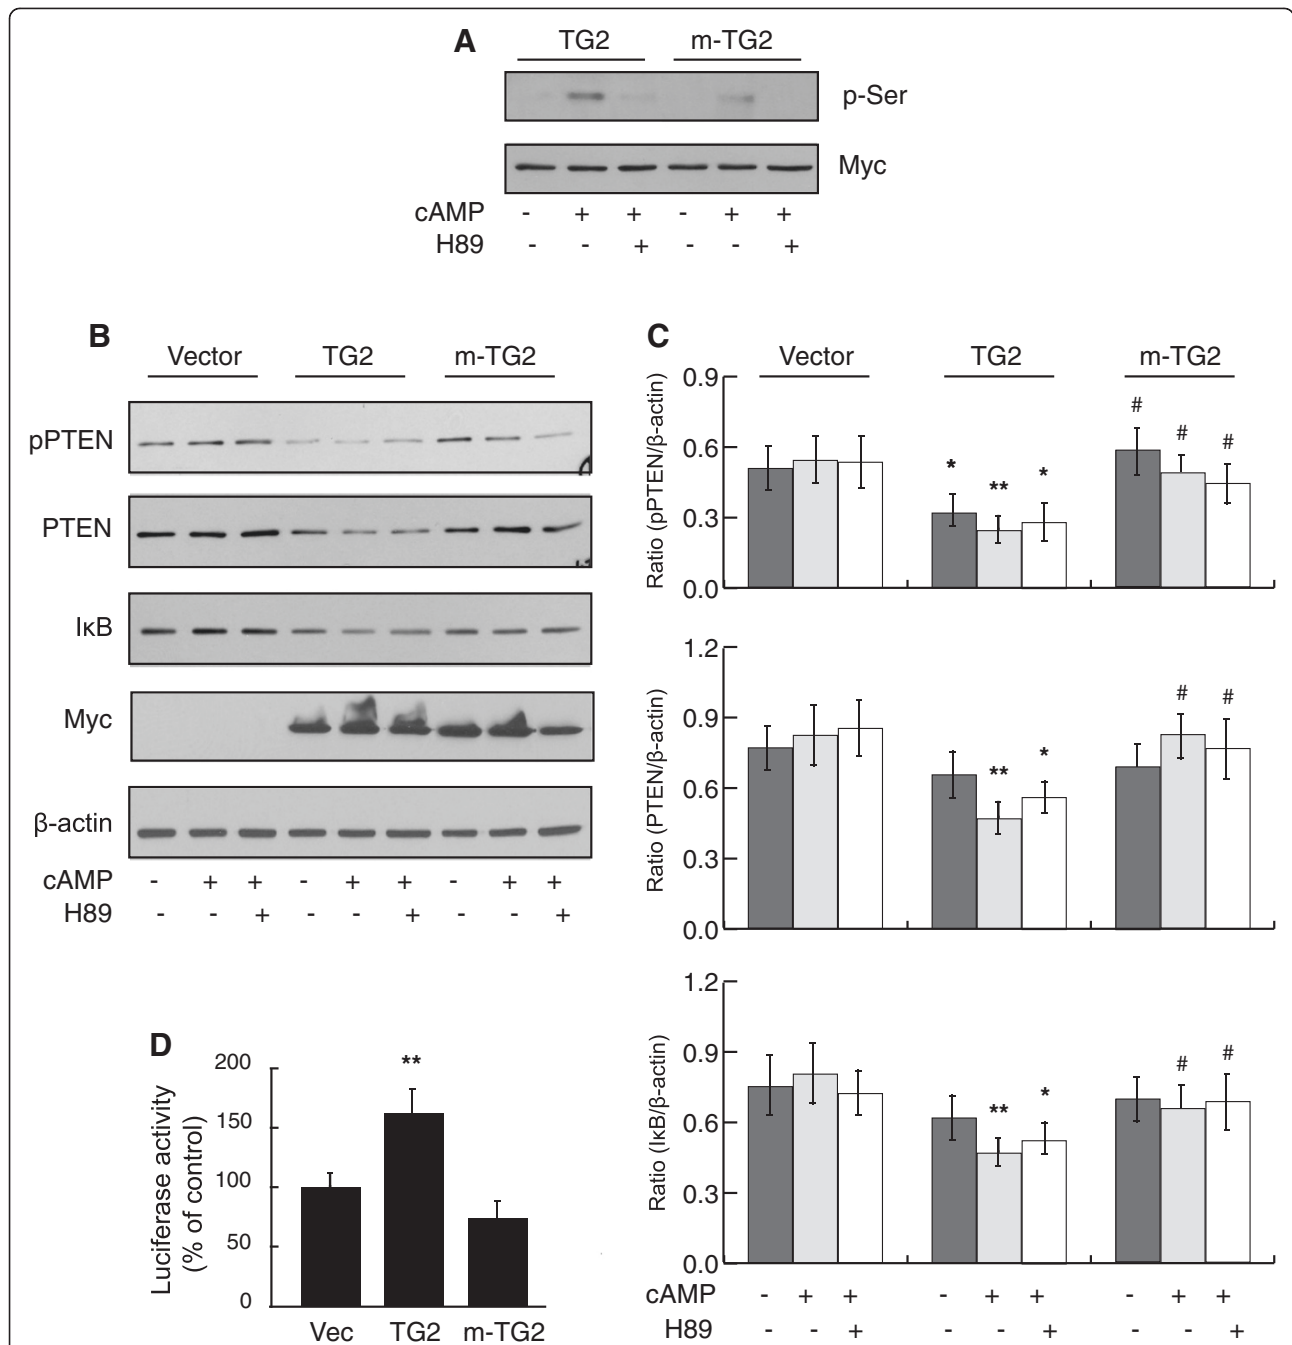 A
TG2 m-TG2
p-Ser
Myc
cAMP - + + - + +
H89 - - + - - +
B
Vector TG2 m-TG2
pPTEN
PTEN
IκB
Myc
β-actin
cAMP - + + - + + - + +
H89 - - + - - + - - +
C
Vector TG2 m-TG2
Ratio (pPTEN/β-actin)
0.9
0.6
0.3
0.0
* ** * # # #
Ratio (PTEN/β-actin)
1.2
0.9
0.6
0.3
0.0
** * # #
Ratio (IκB/β-actin)
1.2
0.9
0.6
0.3
0.0
** * # #
cAMP - + + - + + - + +
H89 - - + - - + - - +
D
Luciferase activity
(% of control)
200
150
100
50
0
**
Vec TG2 m-TG2